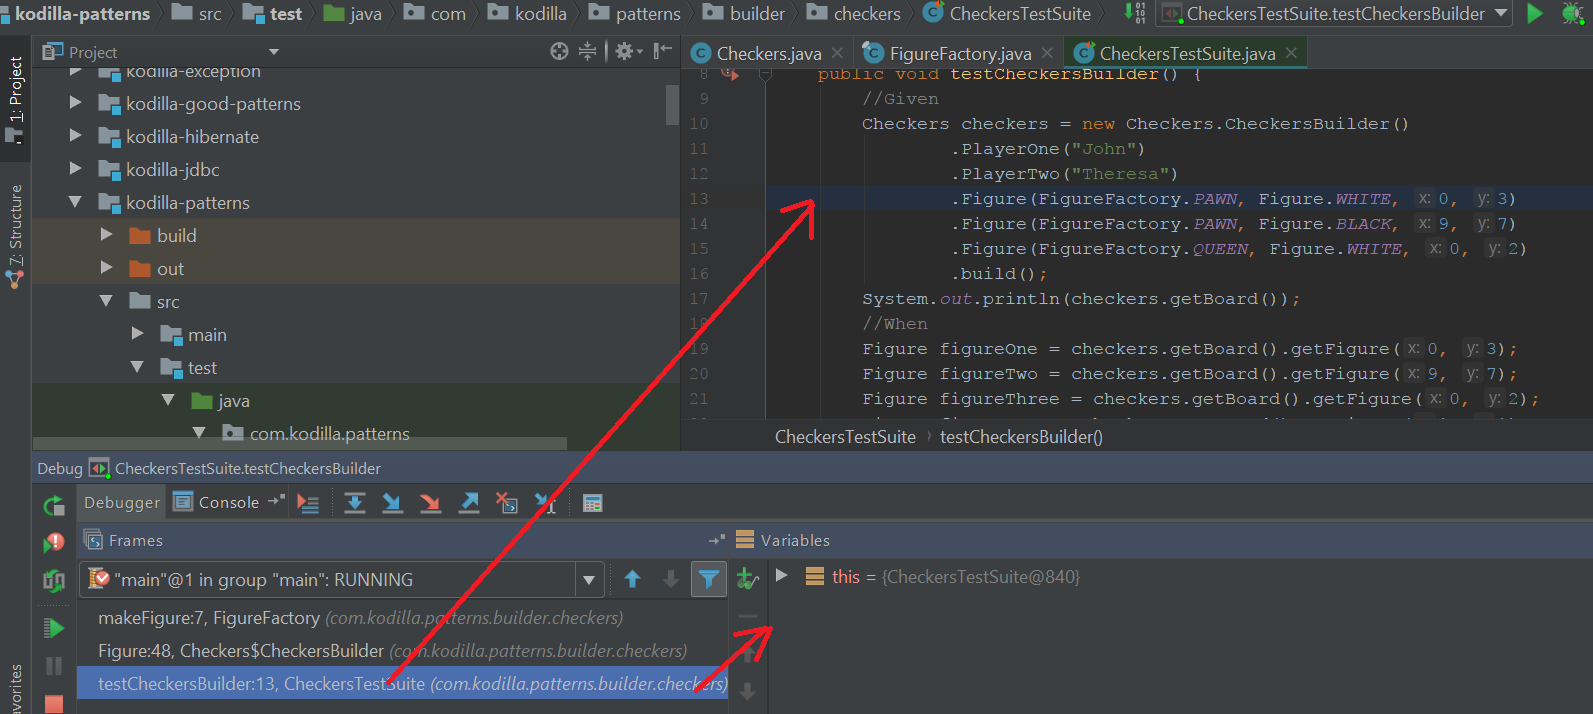 kodilla-patterns src test java com kodilla patterns builder checkers CheckersTestSuite CheckersTestSuite.testCheckersBuilder
1: Project
7: Structure
Project
kodilla-exception
kodilla-good-patterns
kodilla-hibernate
kodilla-jdbc
kodilla-patterns
build
out
src
main
test
java
com.kodilla.patterns
Checkers.java FigureFactory.java CheckersTestSuite.java
8 public void testCheckersBuilder() {
9 //Given
10 Checkers checkers = new Checkers.CheckersBuilder()
11 .PlayerOne("John")
12 .PlayerTwo("Theresa")
13 .Figure(FigureFactory.PAWN, Figure.WHITE, x: 0, y: 3)
14 .Figure(FigureFactory.PAWN, Figure.BLACK, x: 9, y: 7)
15 .Figure(FigureFactory.QUEEN, Figure.WHITE, x: 0, y: 2)
16 .build();
17 System.out.println(checkers.getBoard());
18 //When
19 Figure figureOne = checkers.getBoard().getFigure(x: 0, y: 3);
20 Figure figureTwo = checkers.getBoard().getFigure(x: 9, y: 7);
21 Figure figureThree = checkers.getBoard().getFigure(x: 0, y: 2);
CheckersTestSuite › testCheckersBuilder()
Debug CheckersTestSuite.testCheckersBuilder
Debugger Console
Frames
Variables
"main"@1 in group "main": RUNNING
this = {CheckersTestSuite@840}
makeFigure:7, FigureFactory (com.kodilla.patterns.builder.checkers)
Figure:48, Checkers$CheckersBuilder (com.kodilla.patterns.builder.checkers)
testCheckersBuilder:13, CheckersTestSuite (com.kodilla.patterns.builder.checkers)